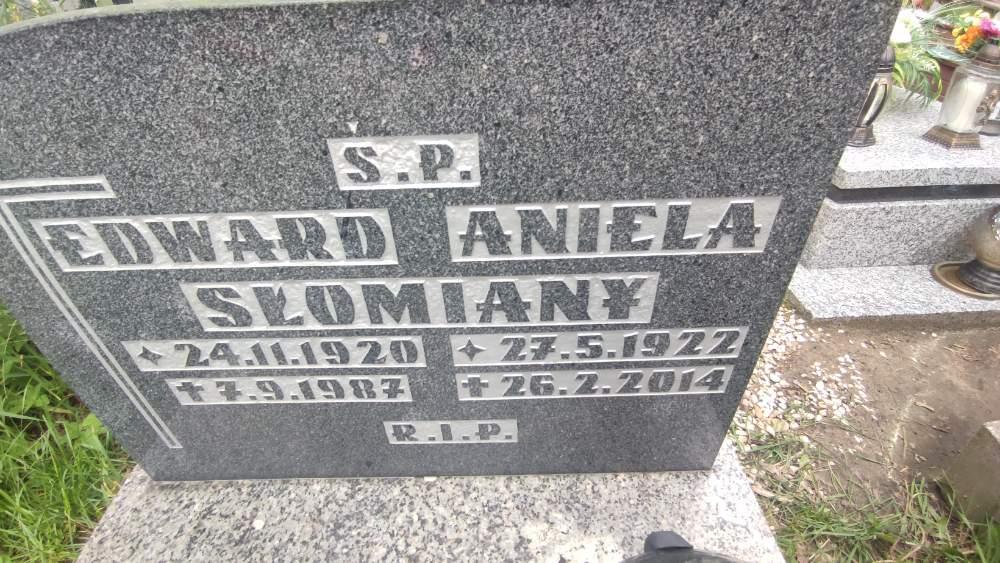 Ś.P.
EDWARD ANIELA
SŁOMIANY
24.11.1920 27.5.1922
✝7.9.1987 ✝26.2.2014
R.I.P.